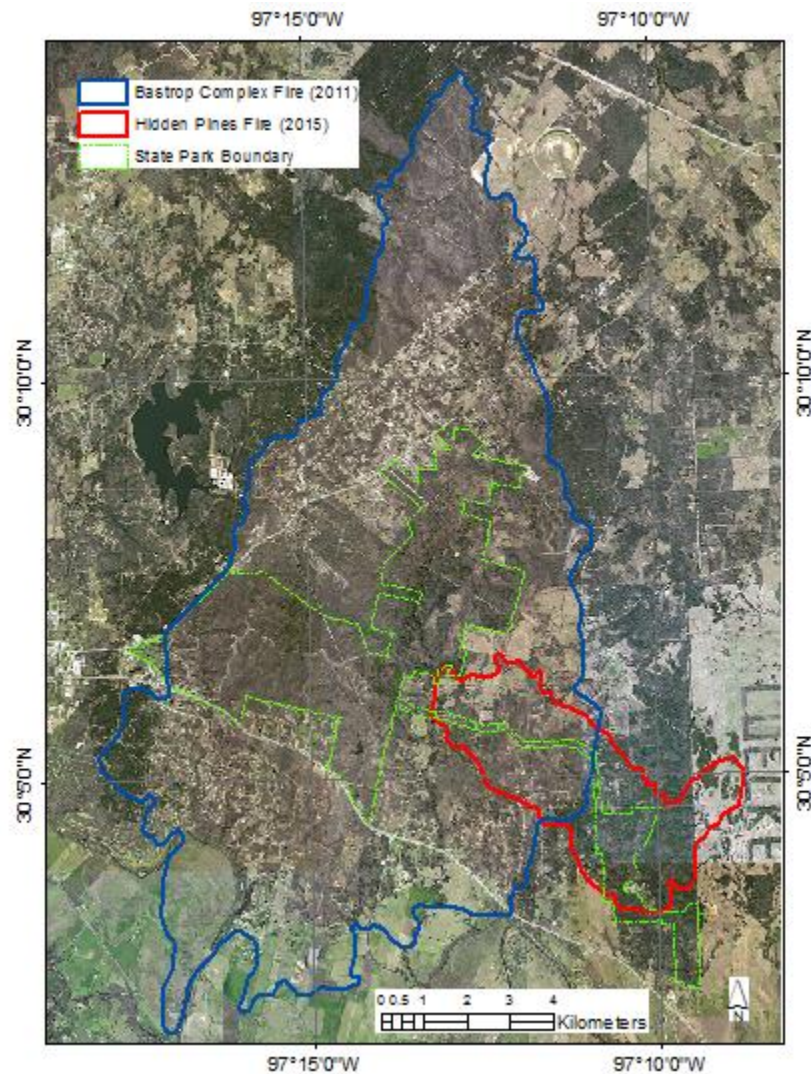 97°15'0"W 97°10'0"W
Bastrop Complex Fire (2011)
Hidden Pines Fire (2015)
State Park Boundary
30°10'0"N
30°10'0"N
30°5'0"N
30°5'0"N
0 0.5 1 2 3 4
Kilometers
N
97°15'0"W 97°10'0"W